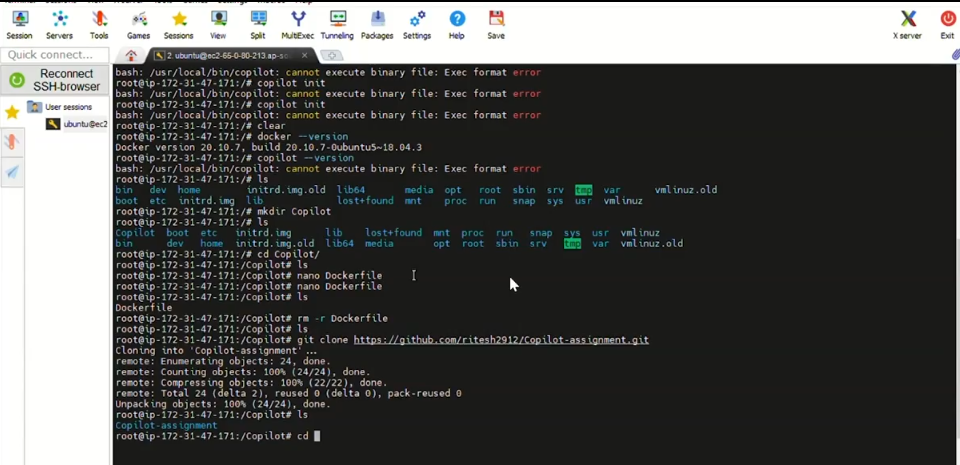 Session Servers Tools Games Sessions View Split MultiExec Tunneling Packages Settings Help Save X server Exit
Quick connect...
2. ubuntu@ec2-65-0-80-213.ap-s
Reconnect
SSH-browser
User sessions
ubuntu@ec2
bash: /usr/local/bin/copilot: cannot execute binary file: Exec format error
root@ip-172-31-47-171:/# copilot init
bash: /usr/local/bin/copilot: cannot execute binary file: Exec format error
root@ip-172-31-47-171:/# copilot init
bash: /usr/local/bin/copilot: cannot execute binary file: Exec format error
root@ip-172-31-47-171:/# clear
root@ip-172-31-47-171:/# docker --version
Docker version 20.10.7, build 20.10.7-0ubuntu5~18.04.3
root@ip-172-31-47-171:/# copilot --version
bash: /usr/local/bin/copilot: cannot execute binary file: Exec format error
root@ip-172-31-47-171:/# ls
bin dev home initrd.img.old lib64 media opt root sbin srv tmp var vmlinuz.old
boot etc initrd.img lib lost+found mnt proc run snap sys usr vmlinuz
root@ip-172-31-47-171:/# mkdir Copilot
root@ip-172-31-47-171:/# ls
Copilot boot etc initrd.img lib lost+found mnt proc run snap sys usr vmlinuz
bin dev home initrd.img.old lib64 media opt root sbin srv tmp var vmlinuz.old
root@ip-172-31-47-171:/# cd Copilot/
root@ip-172-31-47-171:/Copilot# ls
root@ip-172-31-47-171:/Copilot# nano Dockerfile
root@ip-172-31-47-171:/Copilot# nano Dockerfile
root@ip-172-31-47-171:/Copilot# ls
Dockerfile
root@ip-172-31-47-171:/Copilot# rm -r Dockerfile
root@ip-172-31-47-171:/Copilot# ls
root@ip-172-31-47-171:/Copilot# git clone https://github.com/ritesh2912/Copilot-assignment.git
Cloning into 'Copilot-assignment'...
remote: Enumerating objects: 24, done.
remote: Counting objects: 100% (24/24), done.
remote: Compressing objects: 100% (22/22), done.
remote: Total 24 (delta 2), reused 0 (delta 0), pack-reused 0
Unpacking objects: 100% (24/24), done.
root@ip-172-31-47-171:/Copilot# ls
Copilot-assignment
root@ip-172-31-47-171:/Copilot# cd